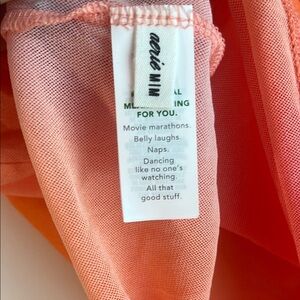 aerie M|M
FOR YOU.
Movie marathons.
Belly laughs.
Naps.
Dancing
like no one's
watching.
All that
good stuff.